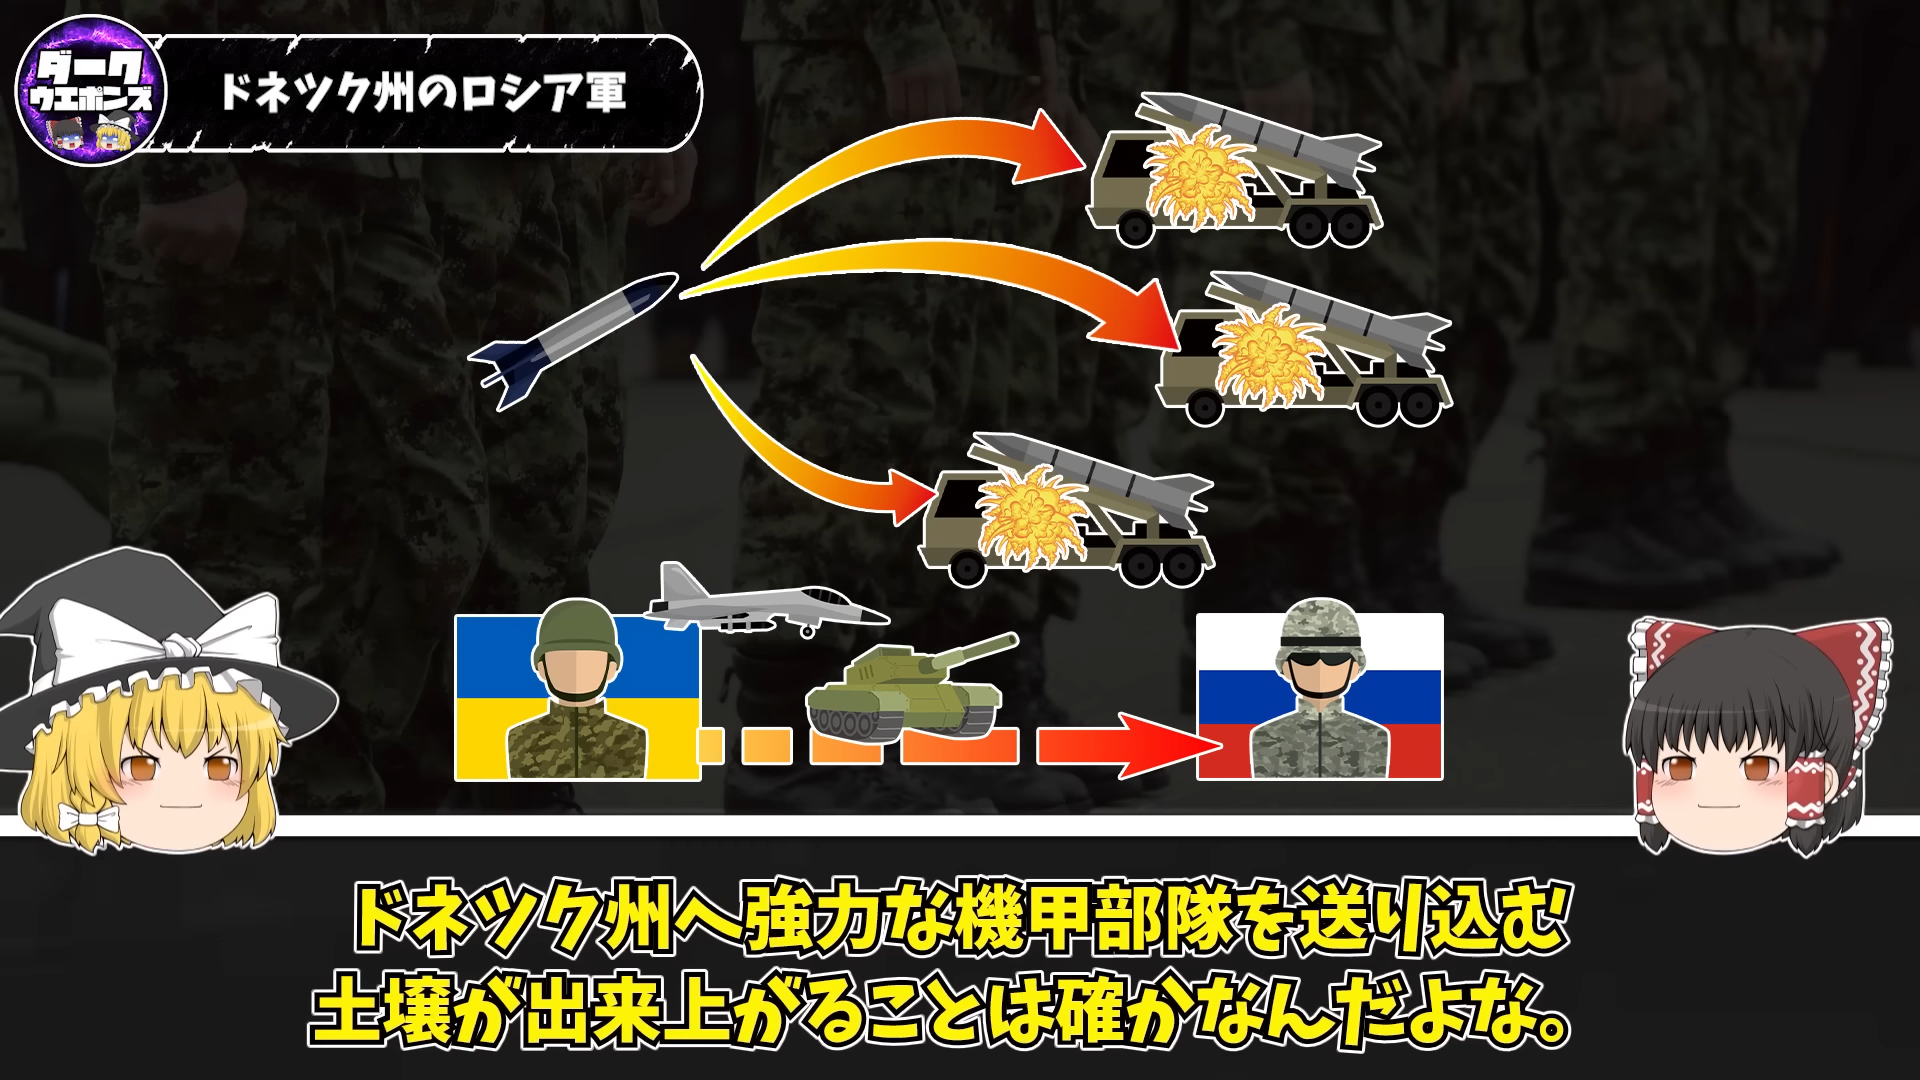 ダーク
ウエポンズ
ドネツク州のロシア軍
ドネツク州へ強力な機甲部隊を送り込む
土壌が出来上がることは確かなんだよな。